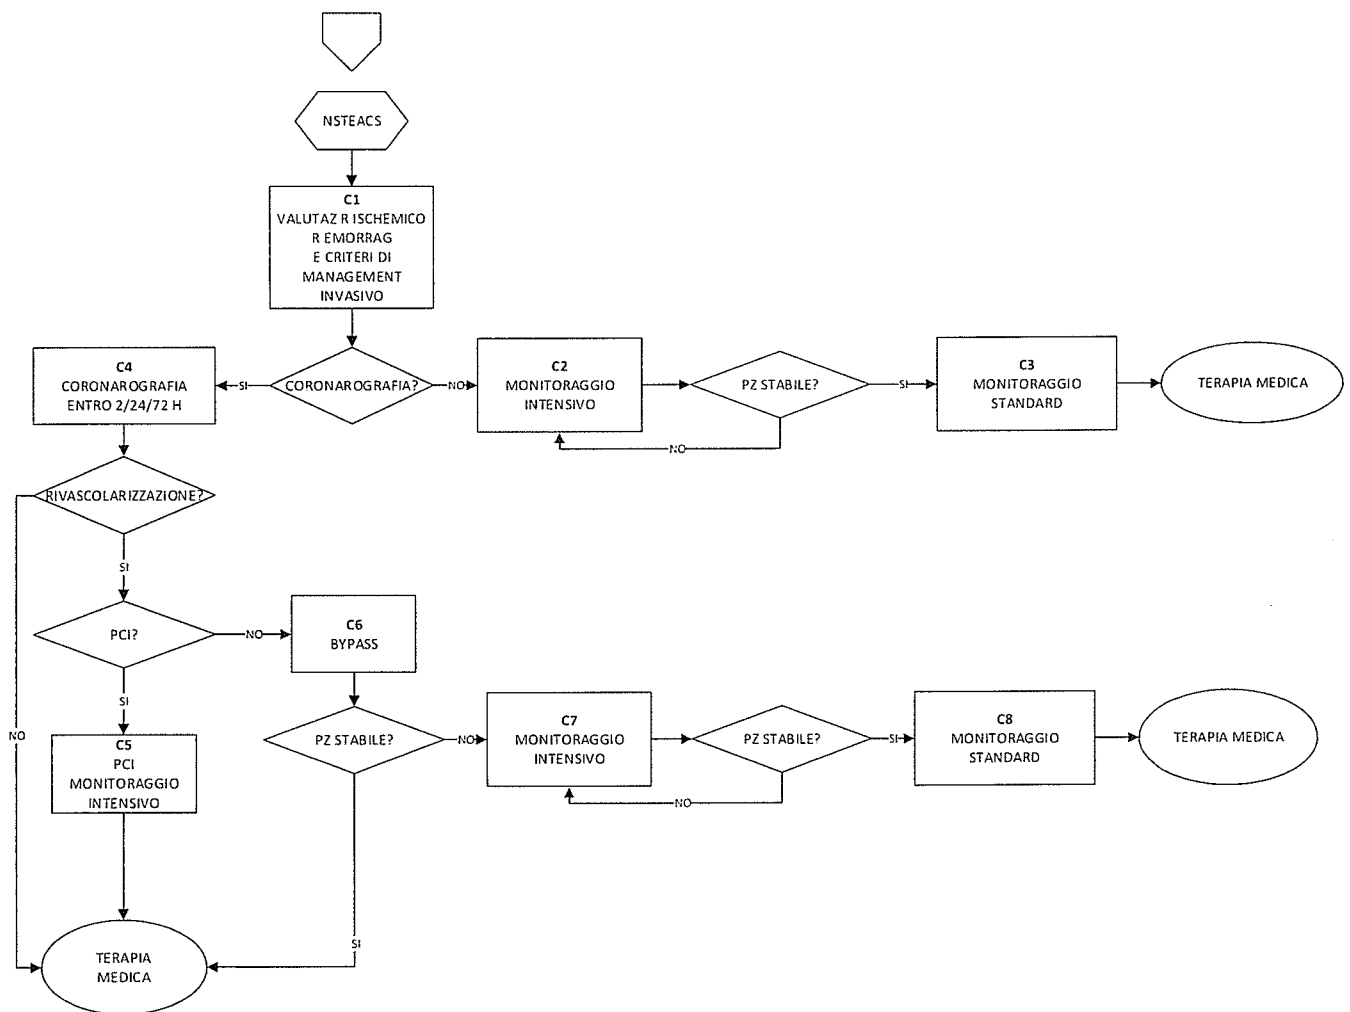 NSTEACS
C1
VALUTAZ R ISCHEMICO
R EMORRAG
E CRITERI DI
MANAGEMENT
INVASIVO
C4
CORONAROGRAFIA
ENTRO 2/24/72 H
SI
CORONAROGRAFIA?
NO
C2
MONITORAGGIO
INTENSIVO
PZ STABILE?
SI
C3
MONITORAGGIO
STANDARD
TERAPIA MEDICA
NO
RIVASCOLARIZZAZIONE?
SI
PCI?
NO
C6
BYPASS
SI
NO
C5
PCI
MONITORAGGIO
INTENSIVO
PZ STABILE?
NO
C7
MONITORAGGIO
INTENSIVO
PZ STABILE?
SI
C8
MONITORAGGIO
STANDARD
TERAPIA MEDICA
NO
SI
TERAPIA
MEDICA